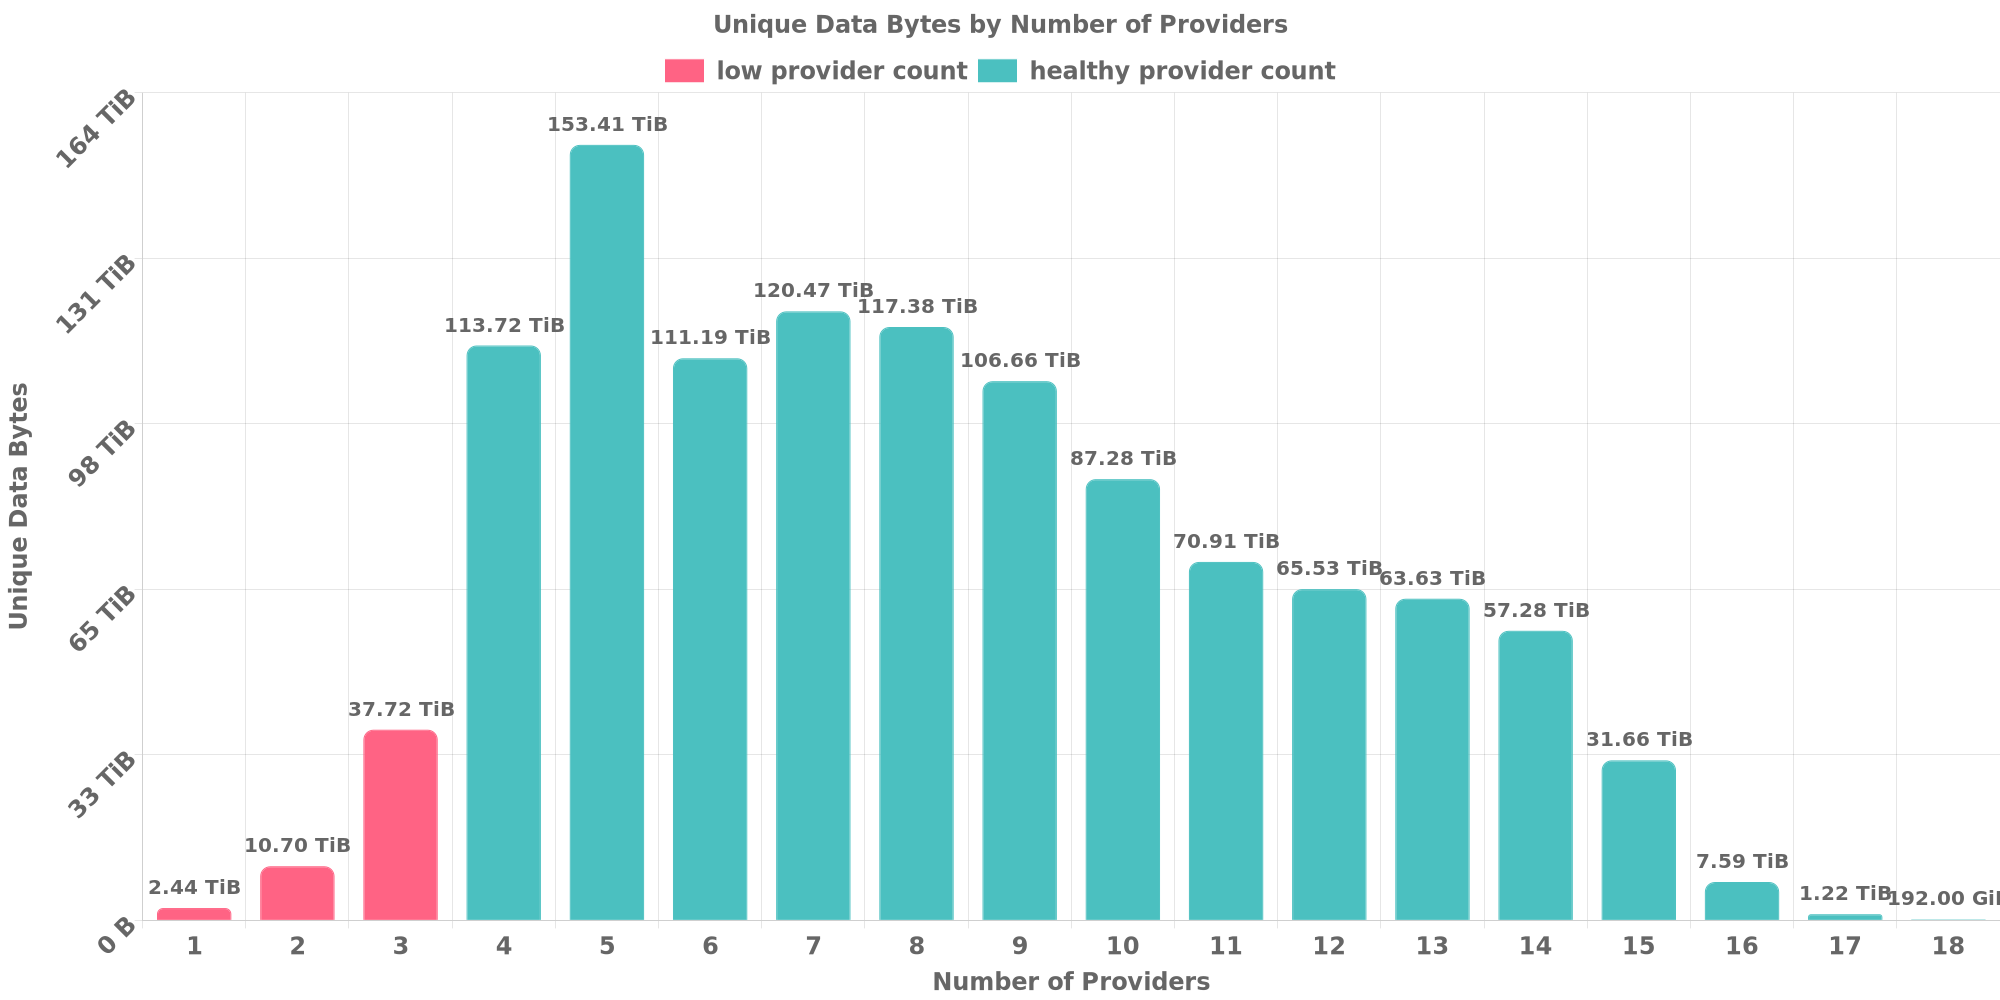 Unique Data Bytes by Number of Providers
low provider count
healthy provider count
Unique Data Bytes
164 TiB
131 TiB
98 TiB
65 TiB
33 TiB
0 B
2.44 TiB
10.70 TiB
37.72 TiB
113.72 TiB
153.41 TiB
111.19 TiB
120.47 TiB
117.38 TiB
106.66 TiB
87.28 TiB
70.91 TiB
65.53 TiB
63.63 TiB
57.28 TiB
31.66 TiB
7.59 TiB
1.22 TiB
192.00
1 2 3 4 5 6 7 8 9 10 11 12 13 14 15 16 17 18
Number of Providers